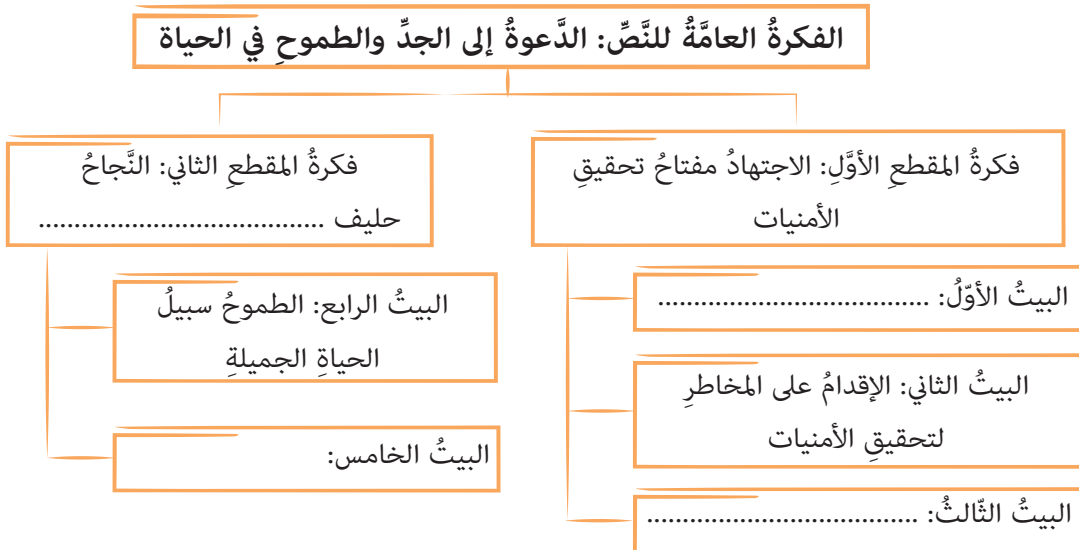 الفكرةُ العامَّةُ للنَّصِّ: الدَّعوةُ إلى الجدِّ والطموحِ في الحياة
فكرةُ المقطعِ الأوَّلِ: الاجتهادُ مفتاحُ تحقيقِ
الأمنيات
البيتُ الأوّلُ: .....................................
البيتُ الثاني: الإقدامُ على المخاطرِ
لتحقيقِ الأمنيات
البيتُ الثّالثُ: .....................................
فكرةُ المقطعِ الثاني: النَّجاحُ
حليف .......................................
البيتُ الرابع: الطموحُ سبيلُ
الحياةِ الجميلةِ
البيتُ الخامس: